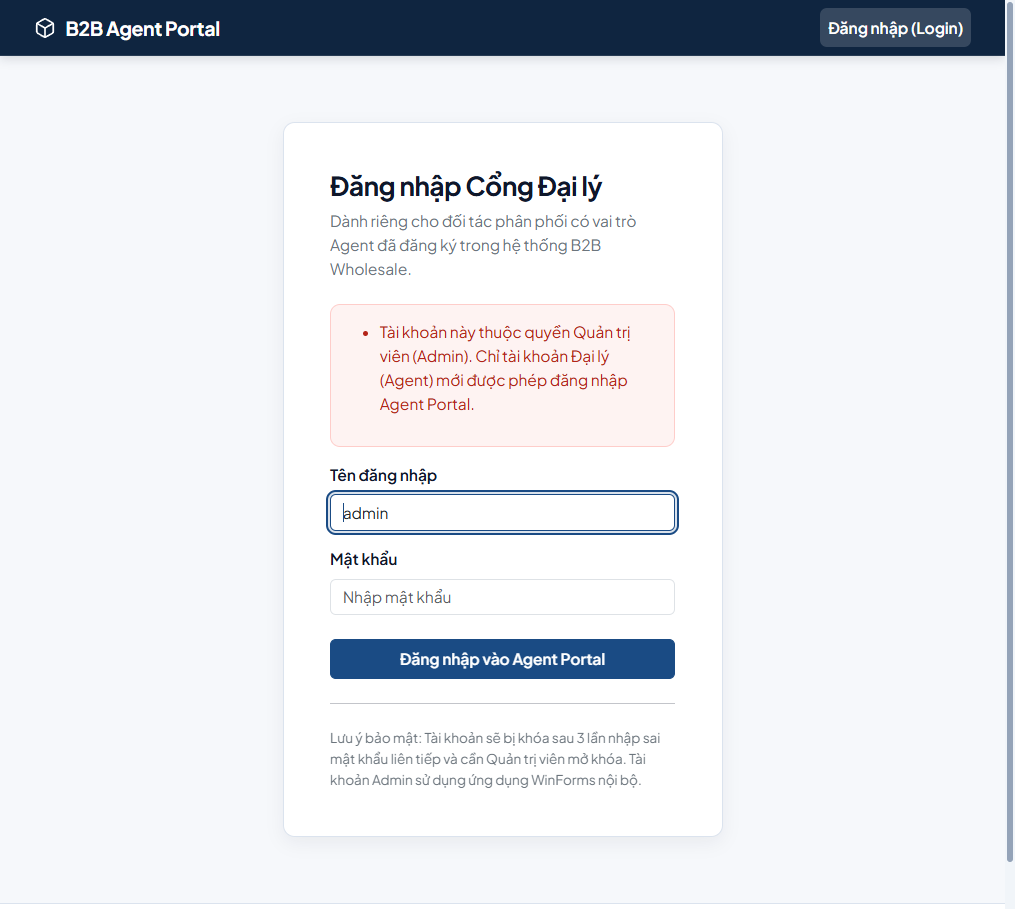 B2B Agent Portal
Đăng nhập (Login)
Đăng nhập Cổng Đại lý
Dành riêng cho đối tác phân phối có vai trò
Agent đã đăng ký trong hệ thống B2B
Wholesale.
Tài khoản này thuộc quyền Quản trị
viên (Admin). Chỉ tài khoản Đại lý
(Agent) mới được phép đăng nhập
Agent Portal.
Tên đăng nhập
admin
Mật khẩu
Nhập mật khẩu
Đăng nhập vào Agent Portal
Lưu ý bảo mật: Tài khoản sẽ bị khóa sau 3 lần nhập sai
mật khẩu liên tiếp và cần Quản trị viên mở khóa. Tài
khoản Admin sử dụng ứng dụng WinForms nội bộ.